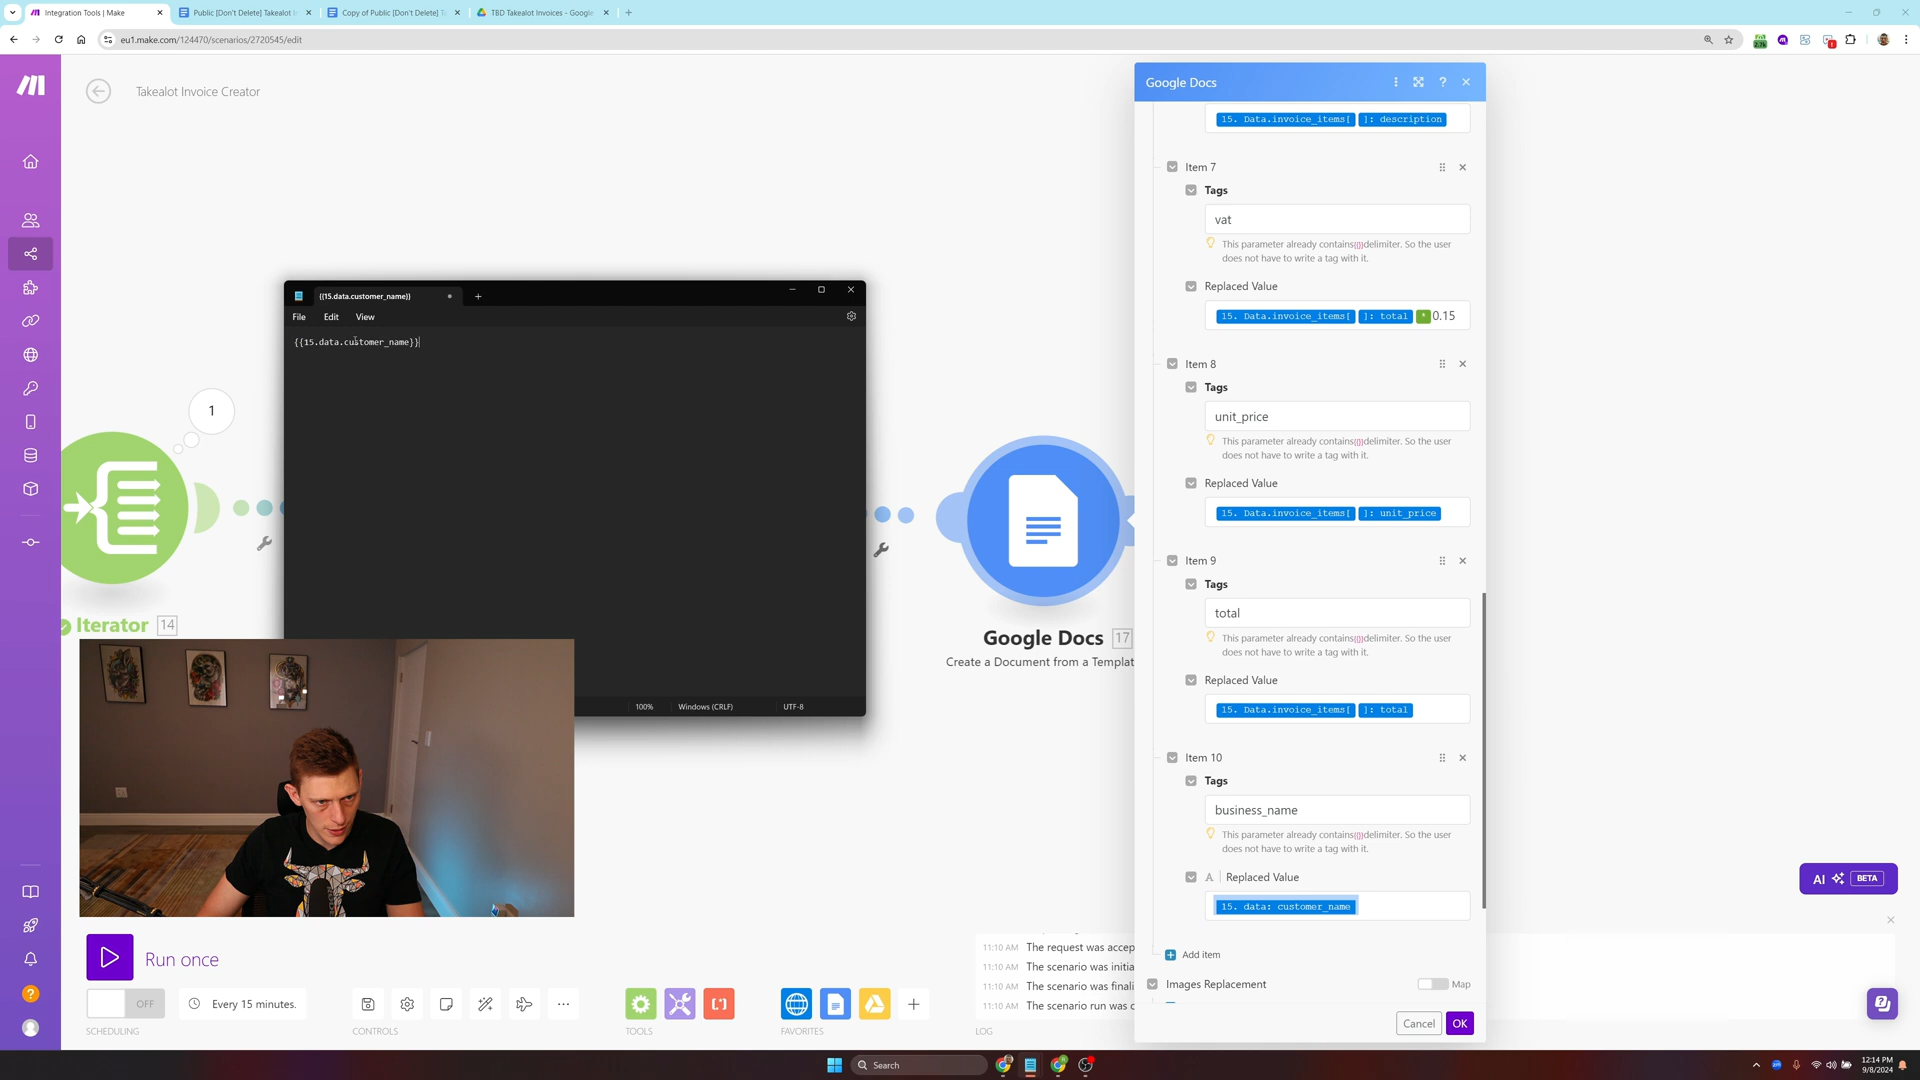 Integration Tools | Make
Public [Don't Delete] Takealot I
Copy of Public [Don't Delete] T
TBD Takealot Invoices - Google
eu1.make.com/124470/scenarios/2720545/edit
Takealot Invoice Creator
Google Docs
15. Data.invoice_items[ ]: description
Item 7
Tags
vat
This parameter already contains{{}}delimiter. So the user
does not have to write a tag with it.
Replaced Value
15. Data.invoice_items[ ]: total * 0.15
Item 8
Tags
unit_price
This parameter already contains{{}}delimiter. So the user
does not have to write a tag with it.
Replaced Value
15. Data.invoice_items[ ]: unit_price
Item 9
Tags
total
This parameter already contains{{}}delimiter. So the user
does not have to write a tag with it.
Replaced Value
15. Data.invoice_items[ ]: total
Item 10
Tags
business_name
This parameter already contains{{}}delimiter. So the user
does not have to write a tag with it.
A Replaced Value
15. data: customer_name
Add item
Images Replacement
Map
Cancel
OK
{{15.data.customer_name}}
File
Edit
View
{{15.data.customer_name}}
100%
Windows (CRLF)
UTF-8
1
Iterator 14
Google Docs 17
Create a Document from a Templat
AI BETA
Run once
OFF
Every 15 minutes.
SCHEDULING
CONTROLS
TOOLS
FAVORITES
LOG
11:10 AM The request was accep
11:10 AM The scenario was initia
11:10 AM The scenario was finali
11:10 AM The scenario run was c
Search
12:14 PM
9/8/2024